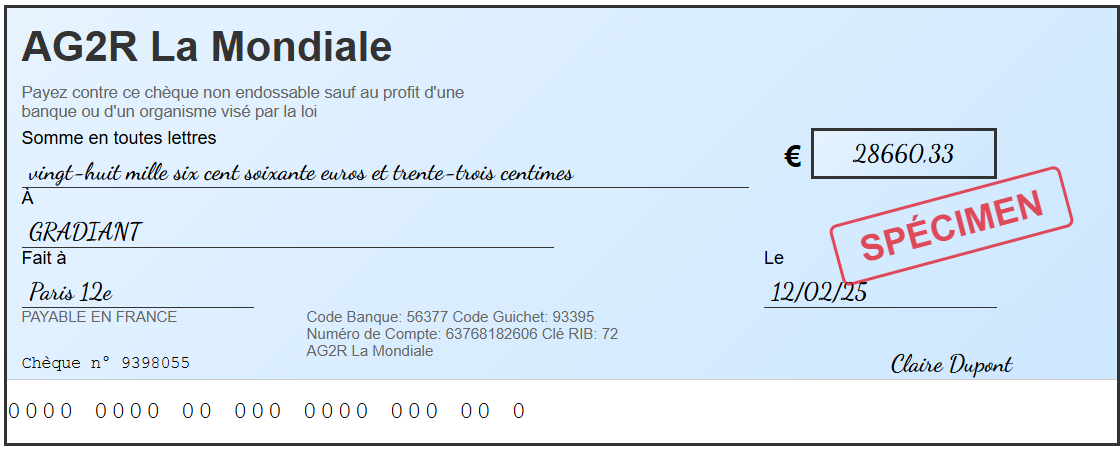 AG2R La Mondiale
Payez contre ce chèque non endossable sauf au profit d'une
banque ou d'un organisme visé par la loi
Somme en toutes lettres
vingt-huit mille six cent soixante euros et trente-trois centimes
€ 28660.33
À
GRADIANT
SPÉCIMEN
Fait à
Paris 12e
Le
12/02/25
PAYABLE EN FRANCE
Code Banque: 56377 Code Guichet: 93395
Numéro de Compte: 63768182606 Clé RIB: 72
AG2R La Mondiale
Chèque n° 9398055
Claire Dupont
0000 0000 00 000 0000 000 00 0